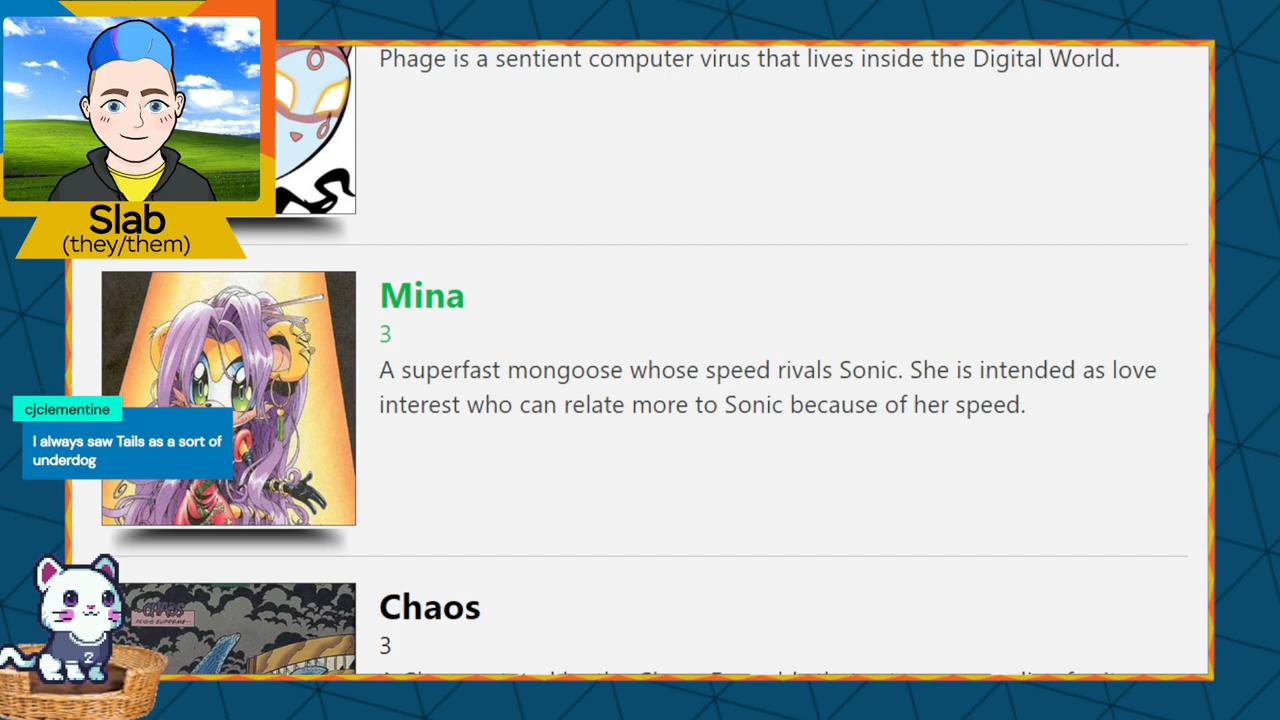 Phage is a sentient computer virus that lives inside the Digital World.
Slab
(they/them)
Mina
3
A superfast mongoose whose speed rivals Sonic. She is intended as love
interest who can relate more to Sonic because of her speed.
cjclementine
I always saw Tails as a sort of
underdog
Chaos
3
CHAOS
2